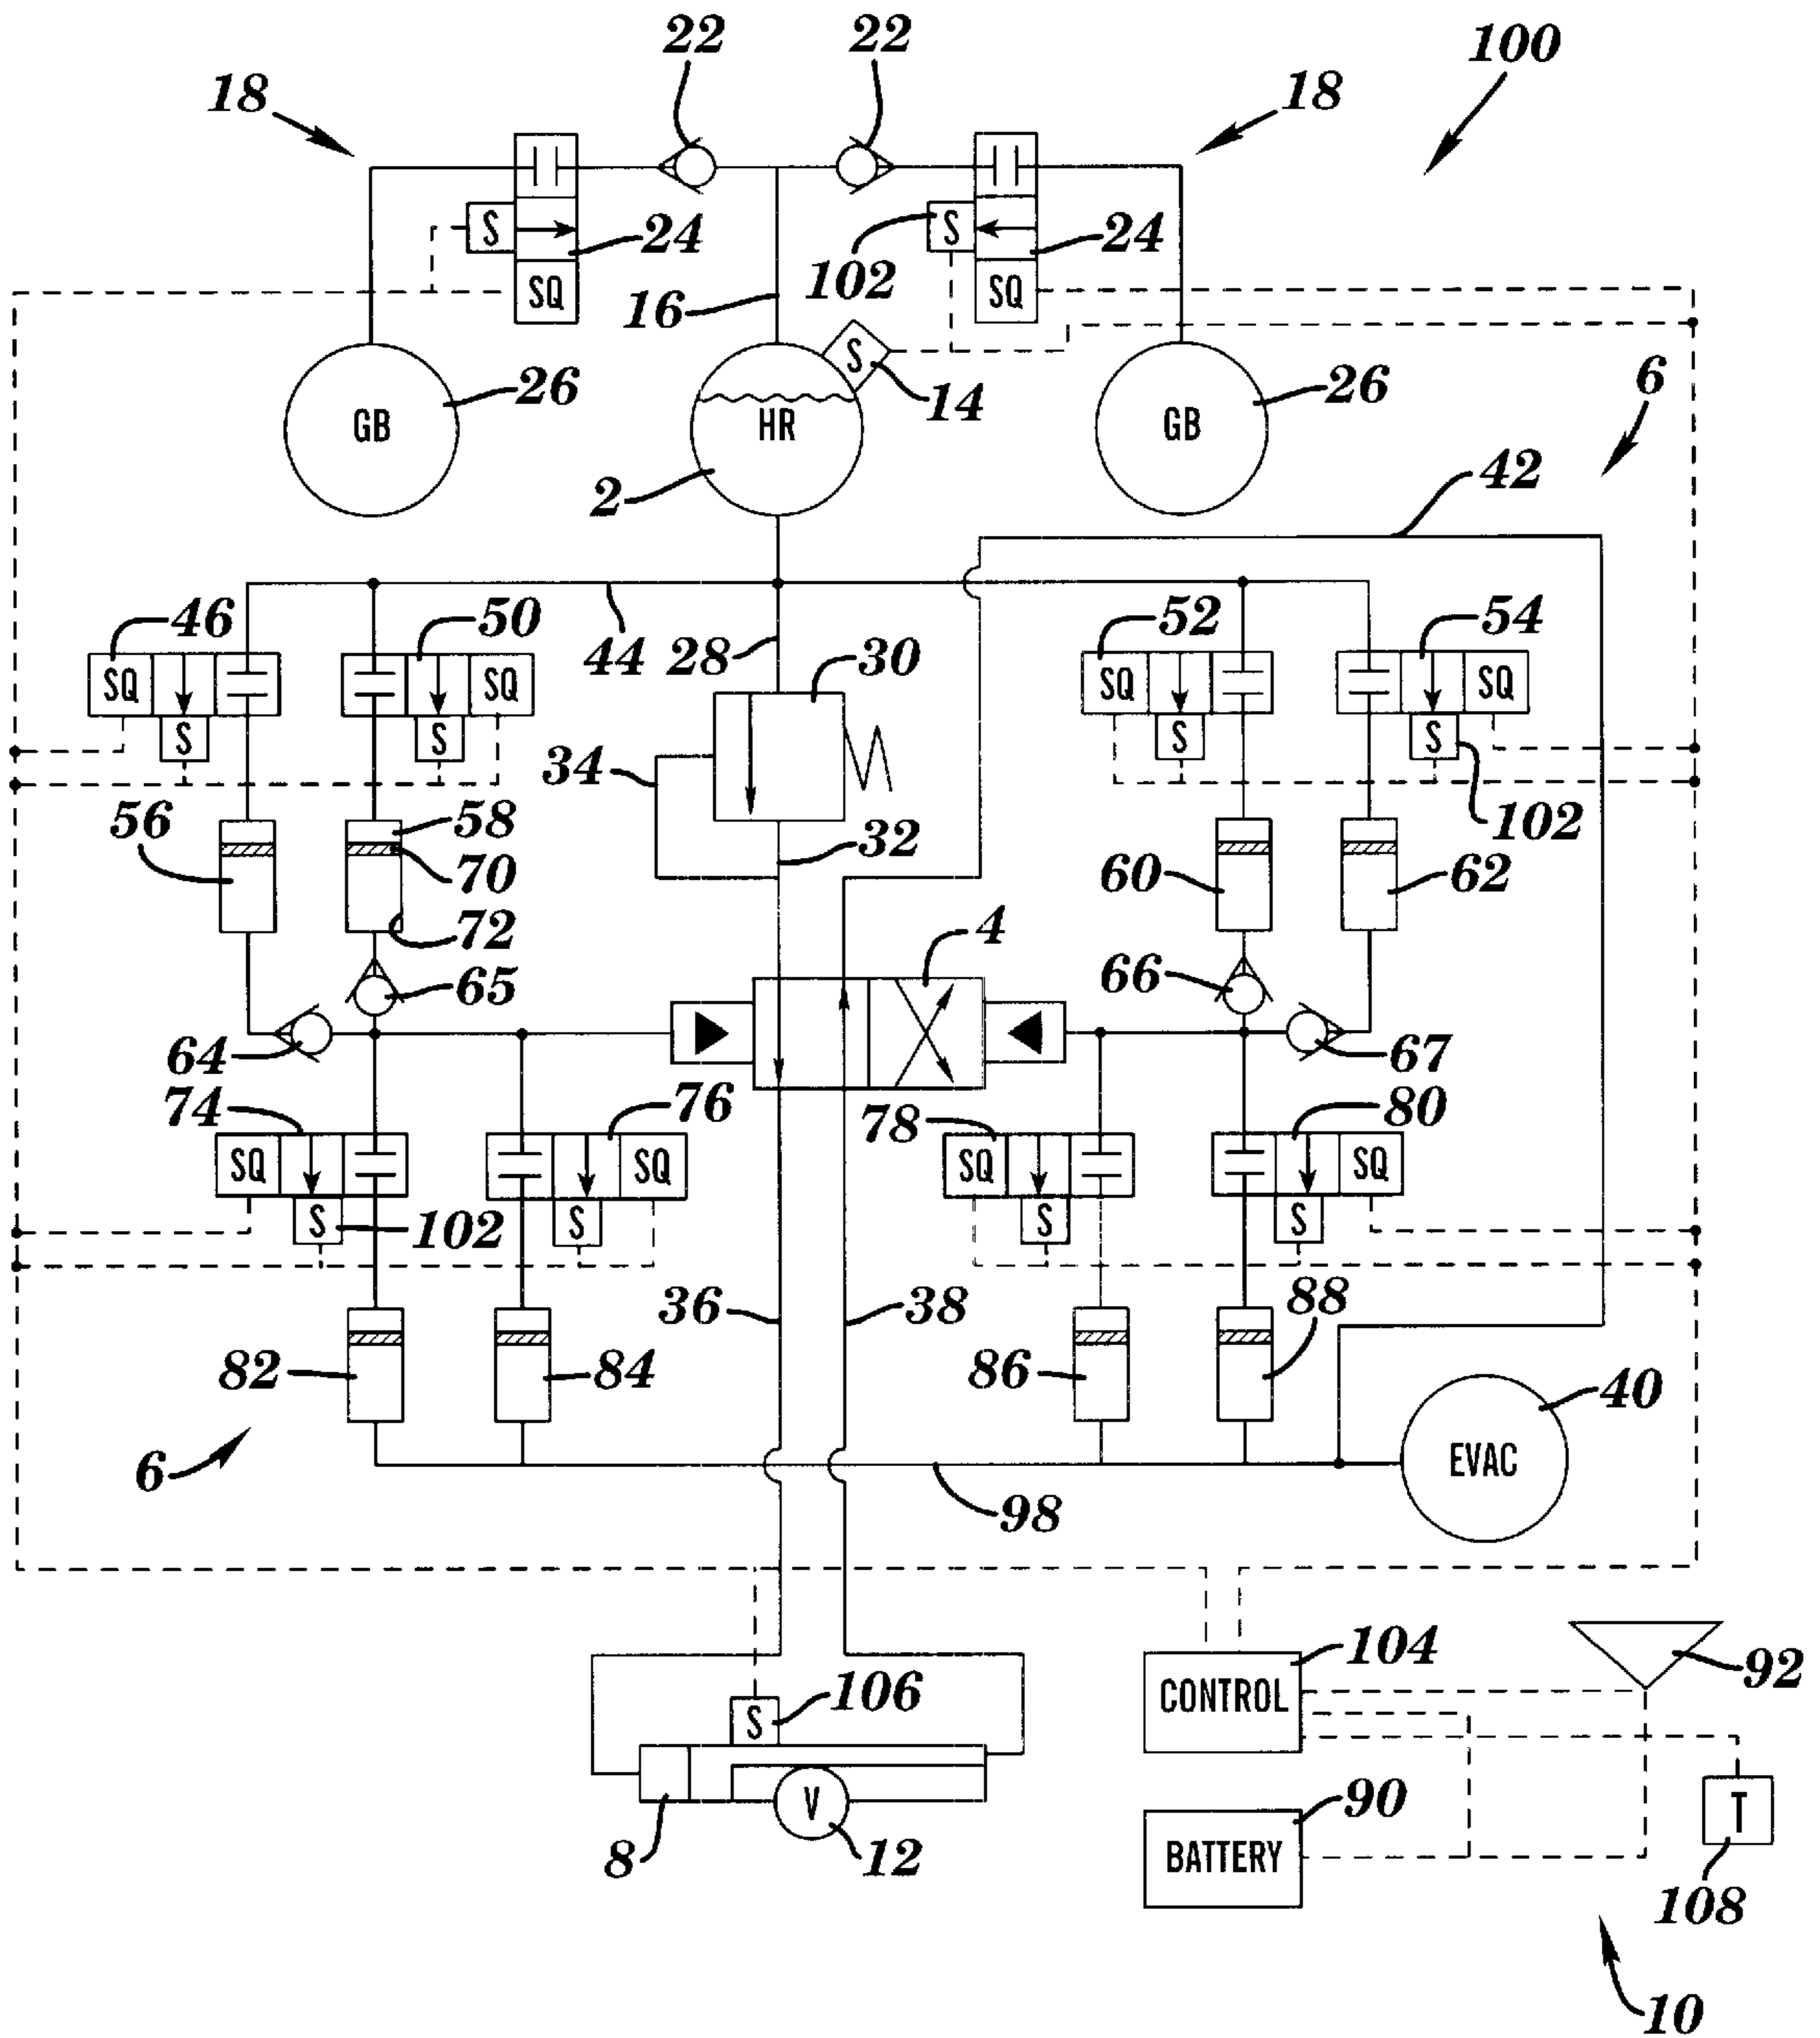 22 22 100
18 18
S 24 102 S 24
SQ SQ
16
S
GB 26 HR 14 GB 26 6
2 42
46 50 52 54
44 28 30
SQ SQ SQ SQ
S S S S
34
56 58 102
32
70 60 62
72 4
65 66
64 67
74 76 78 80
SQ SQ SQ SQ
S 102 S S S
36 38 88
82 84 86 40
6 EVAC
98
104
106 CONTROL 92
S
90
V T
8 12 BATTERY
108
10